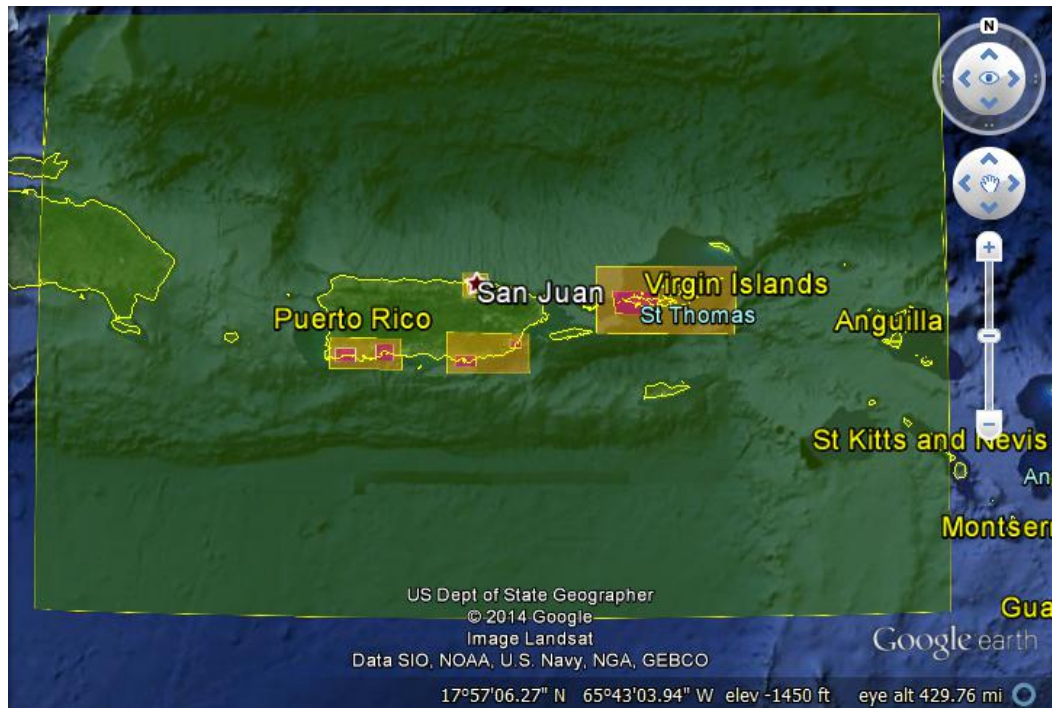 N
San Juan
Virgin Islands
St Thomas
Puerto Rico
Anguilla
St Kitts and Nevis
An
Montserr
Gua
US Dept of State Geographer
© 2014 Google
Image Landsat
Data SIO, NOAA, U.S. Navy, NGA, GEBCO
Google earth
17°57'06.27" N 65°43'03.94" W elev -1450 ft eye alt 429.76 mi